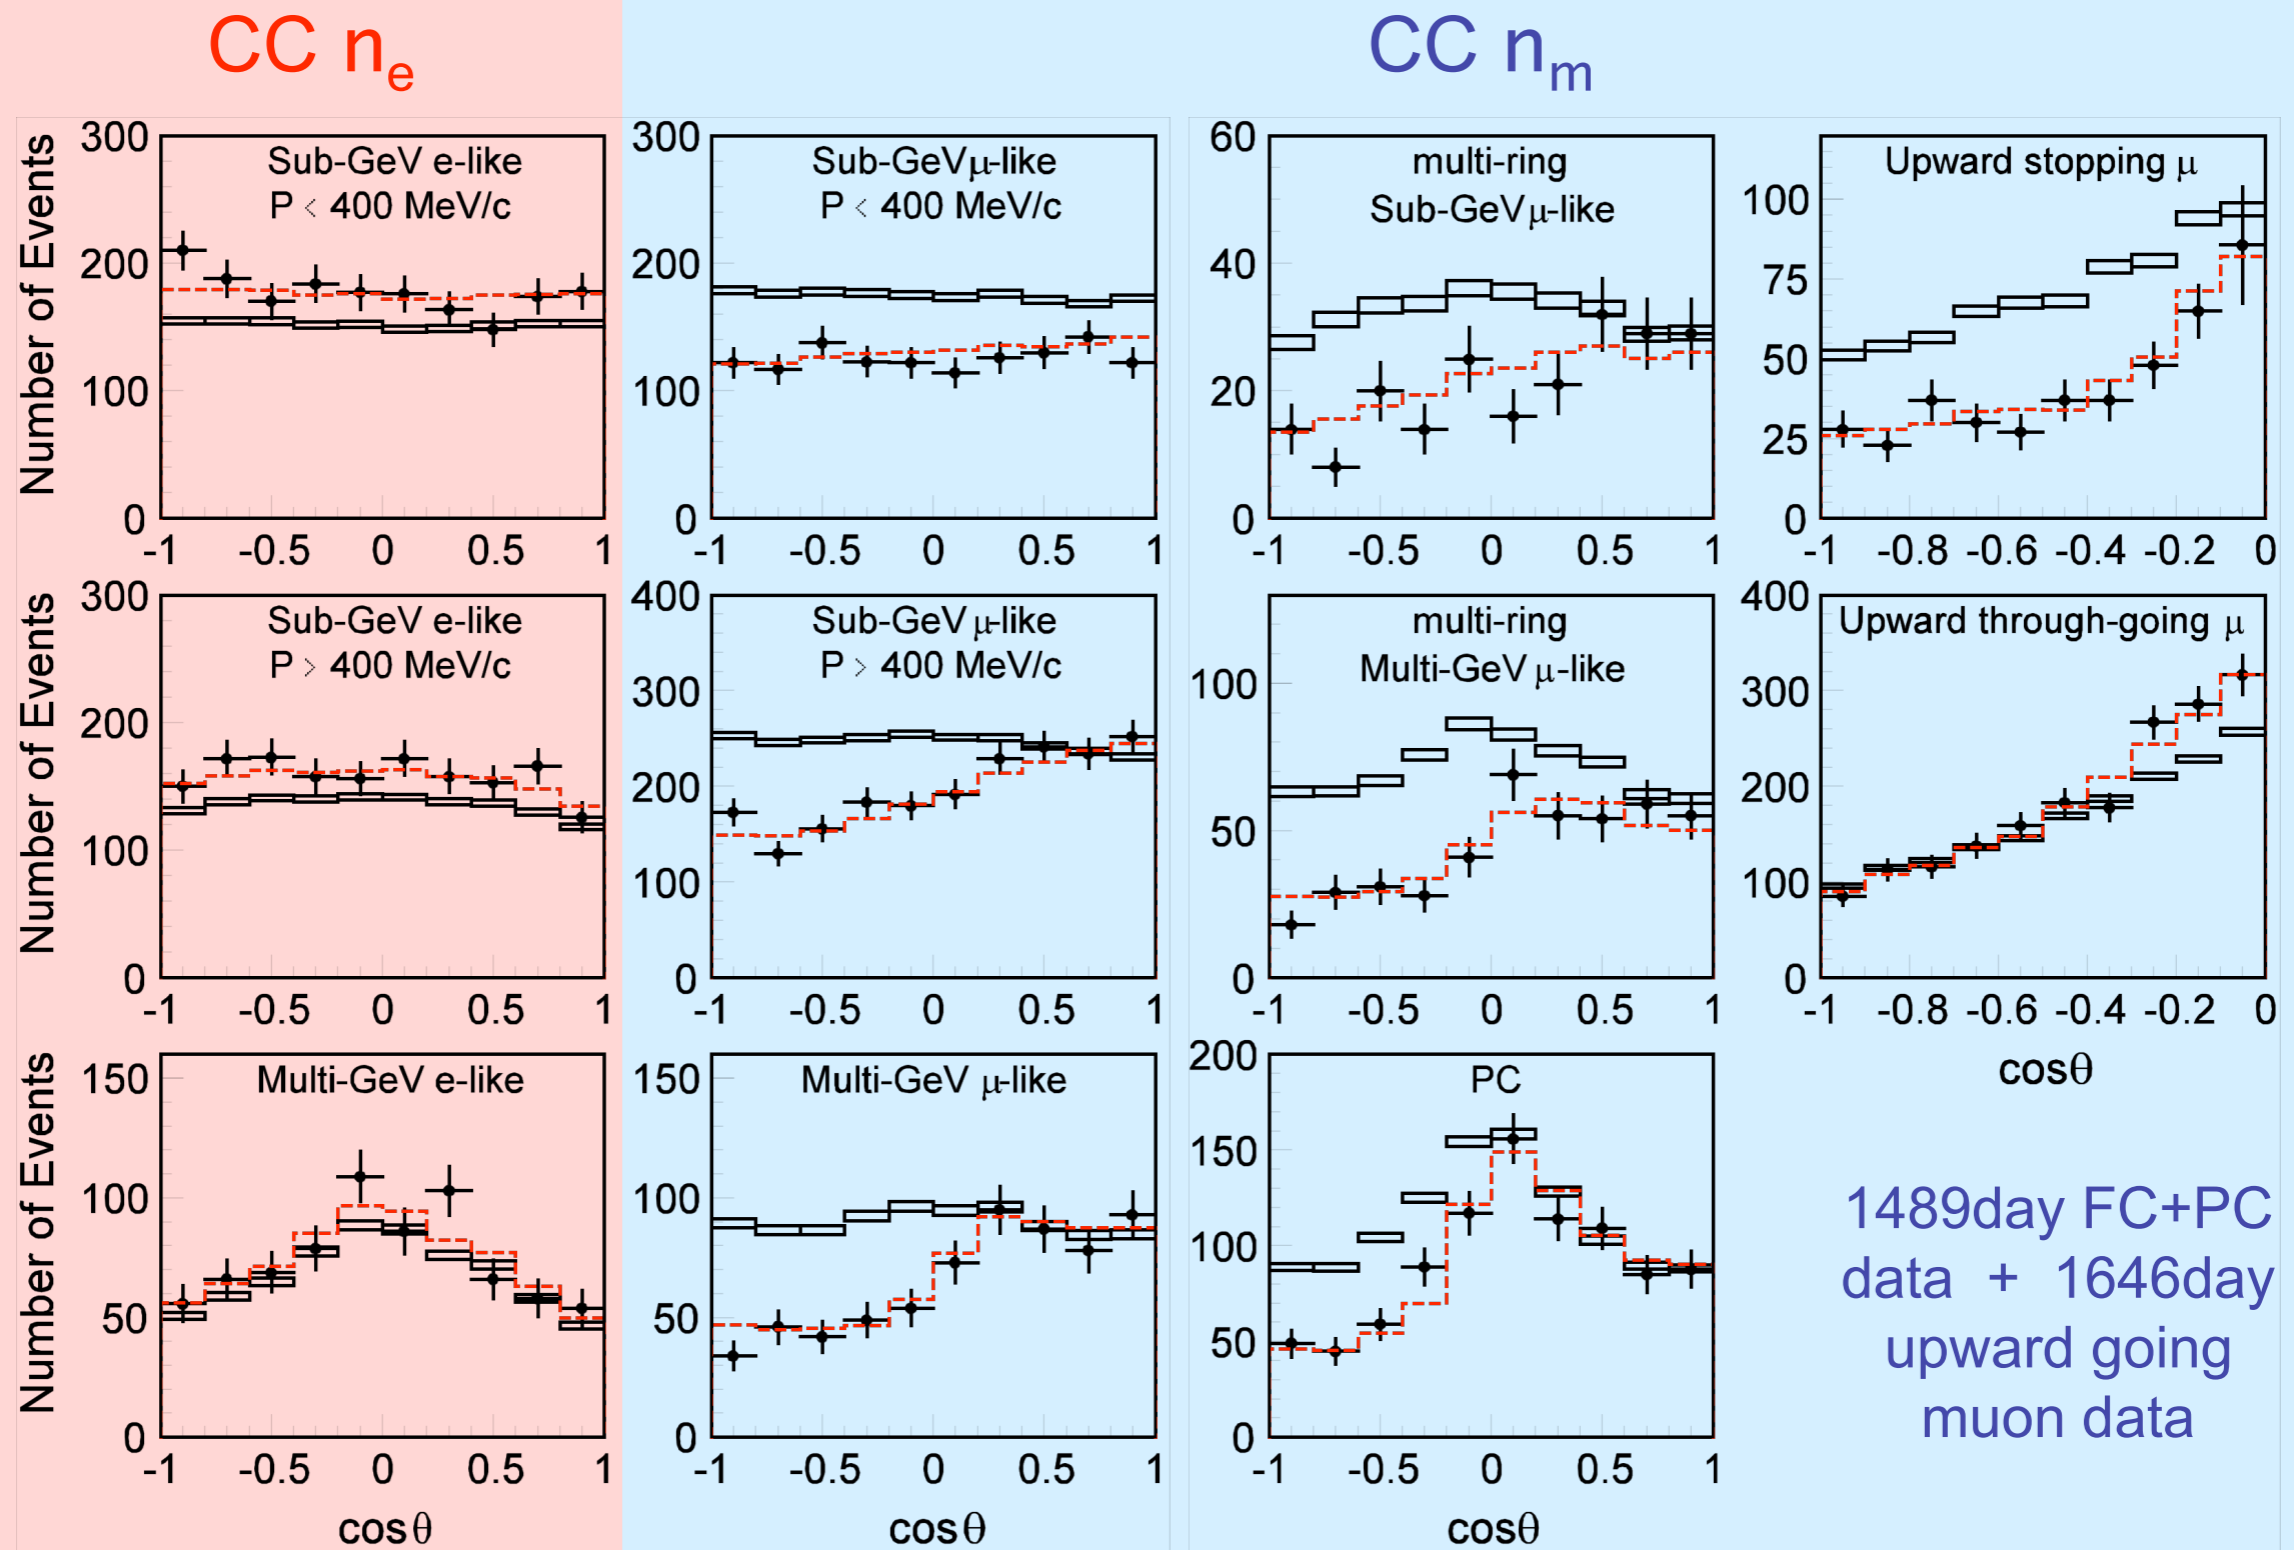 CC nₑ
CC nₘ
Number of Events
300
200
100
0
Sub-GeV e-like
P < 400 MeV/c
-1 -0.5 0 0.5 1
300
200
100
0
Sub-GeV μ-like
P < 400 MeV/c
-1 -0.5 0 0.5 1
60
40
20
0
multi-ring
Sub-GeV μ-like
-1 -0.5 0 0.5 1
100
75
50
25
0
Upward stopping μ
-1 -0.8 -0.6 -0.4 -0.2 0
Number of Events
300
200
100
0
Sub-GeV e-like
P > 400 MeV/c
-1 -0.5 0 0.5 1
400
300
200
100
0
Sub-GeV μ-like
P > 400 MeV/c
-1 -0.5 0 0.5 1
100
50
0
multi-ring
Multi-GeV μ-like
-1 -0.5 0 0.5 1
400
300
200
100
0
Upward through-going μ
-1 -0.8 -0.6 -0.4 -0.2 0
cosθ
Number of Events
150
100
50
0
Multi-GeV e-like
-1 -0.5 0 0.5 1
cosθ
150
100
50
0
Multi-GeV μ-like
-1 -0.5 0 0.5 1
cosθ
200
150
100
50
0
PC
-1 -0.5 0 0.5 1
cosθ
1489day FC+PC
data + 1646day
upward going
muon data